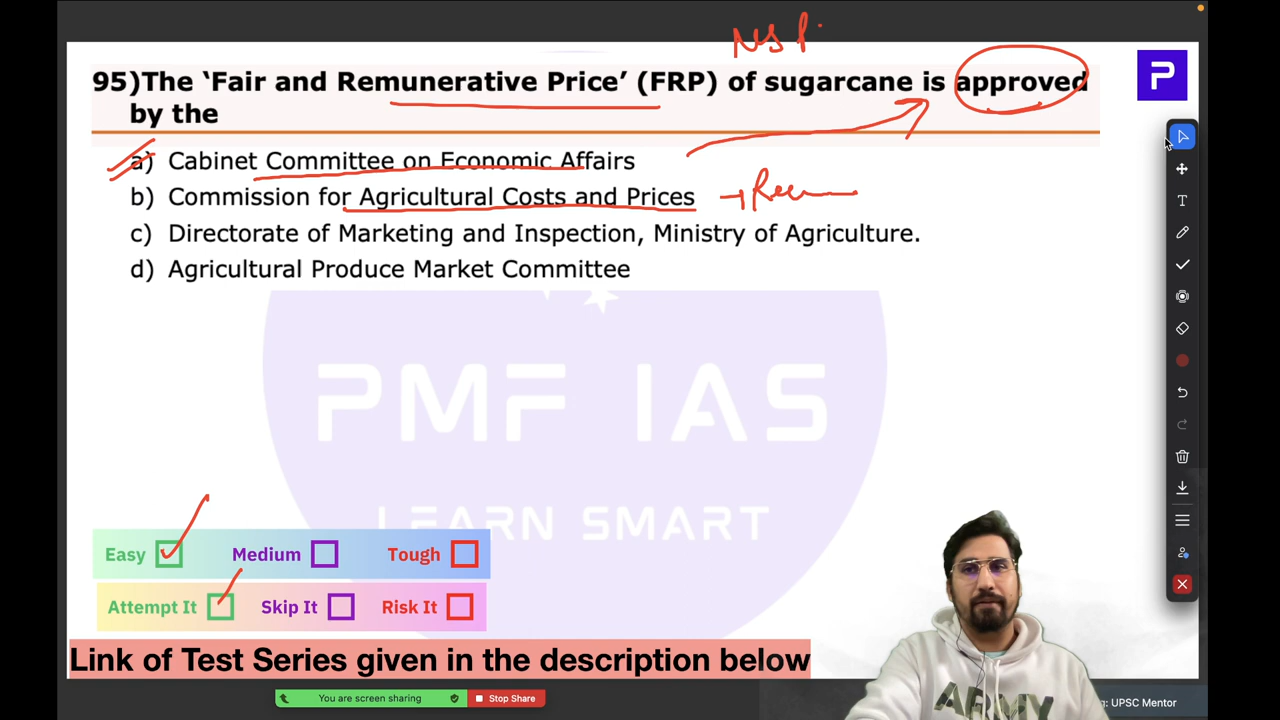 MSP
95)The ‘Fair and Remunerative Price’ (FRP) of sugarcane is approved
by the
a) Cabinet Committee on Economic Affairs
b) Commission for Agricultural Costs and Prices
c) Directorate of Marketing and Inspection, Ministry of Agriculture.
d) Agricultural Produce Market Committee
PMF IAS
LEARN SMART
Easy Medium Tough
Attempt It Skip It Risk It
Link of Test Series given in the description below
You are screen sharing Stop Share
ARMY
: UPSC Mentor